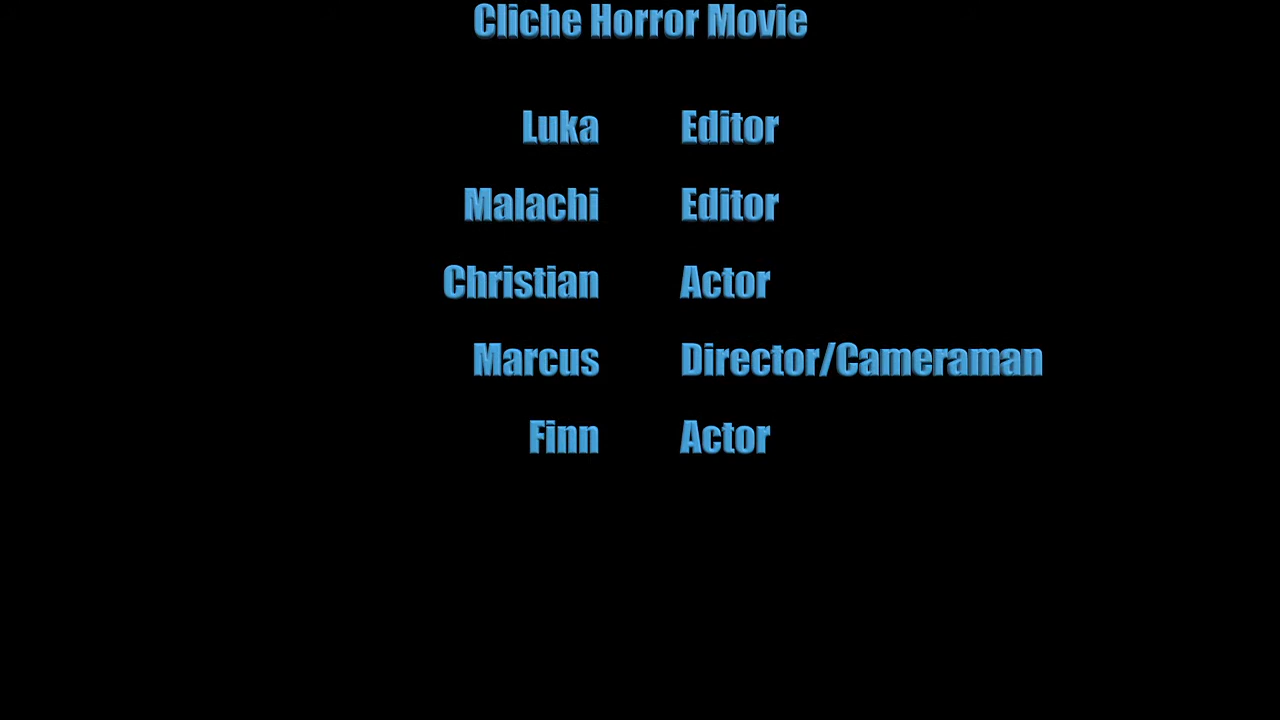 Cliche Horror Movie
Luka Editor
Malachi Editor
Christian Actor
Marcus Director/Cameraman
Finn Actor